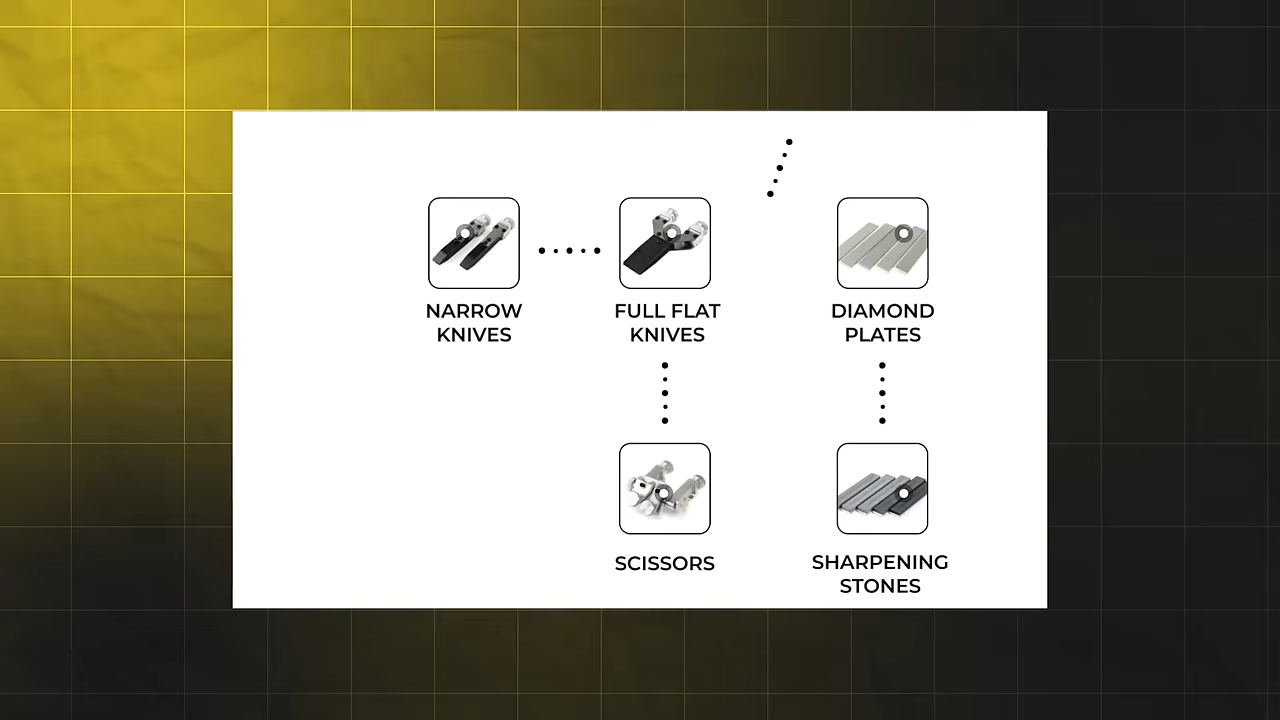 NARROW
KNIVES
FULL FLAT
KNIVES
DIAMOND
PLATES
SCISSORS
SHARPENING
STONES